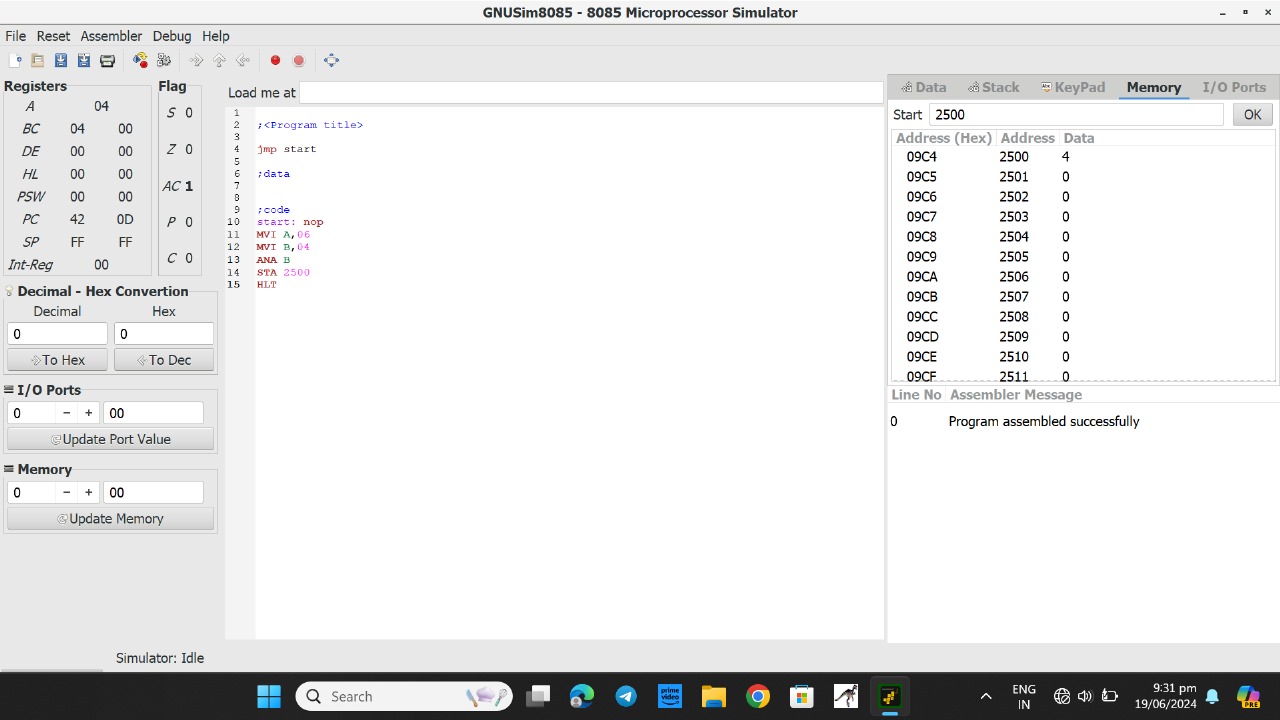 GNUSim8085 - 8085 Microprocessor Simulator
File Reset Assembler Debug Help
Registers
A 04
BC 04 00
DE 00 00
HL 00 00
PSW 00 00
PC 42 0D
SP FF FF
Int-Reg 00
Flag
S 0
Z 0
AC 1
P 0
C 0
Decimal - Hex Convertion
Decimal Hex
0 0
To Hex To Dec
I/O Ports
0 − + 00
Update Port Value
Memory
0 − + 00
Update Memory
Load me at
1
2 ;<Program title>
3
4 jmp start
5
6 ;data
7
8
9 ;code
10 start: nop
11 MVI A,06
12 MVI B,04
13 ANA B
14 STA 2500
15 HLT
Data Stack KeyPad Memory I/O Ports
Start 2500 OK
Address (Hex) Address Data
09C4 2500 4
09C5 2501 0
09C6 2502 0
09C7 2503 0
09C8 2504 0
09C9 2505 0
09CA 2506 0
09CB 2507 0
09CC 2508 0
09CD 2509 0
09CE 2510 0
09CF 2511 0
Line No Assembler Message
0 Program assembled successfully
Simulator: Idle
Search
prime video
PRE
ENG
IN
9:31 pm
19/06/2024